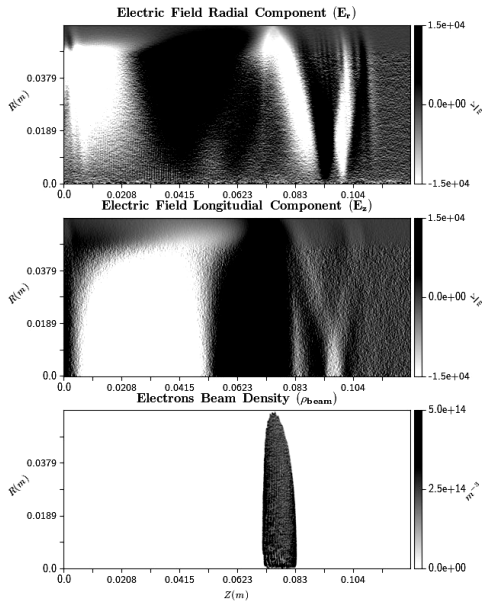 Electric Field Radial Component (Er)
1.5e+04
0.0379
R(m)
0.00e+00
V/m
0.0189
0.0
-1.5e+04
0.0 0.0208 0.0415 0.0623 0.083 0.104
Electric Field Longitudial Component (Ez)
1.5e+04
0.0379
R(m)
0.00e+00
V/m
0.0189
0.0
-1.5e+04
0.0 0.0208 0.0415 0.0623 0.083 0.104
Electrons Beam Density (ρbeam)
5.0e+14
0.0379
R(m)
2.5e+14
m⁻³
0.0189
0.0
0.0e+00
0.0 0.0208 0.0415 0.0623 0.083 0.104
Z(m)